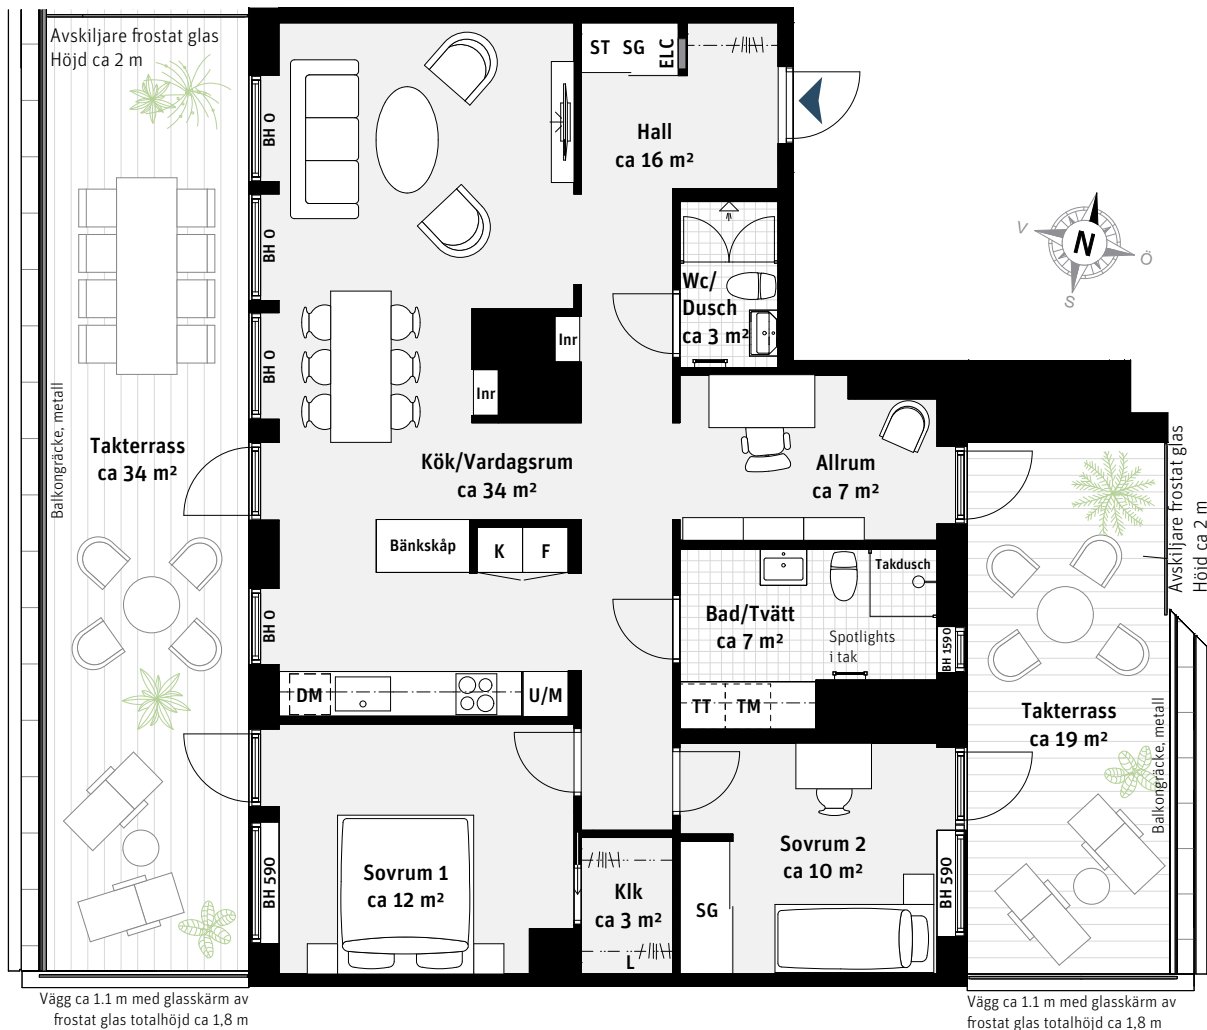 Avskiljare frostat glas
Höjd ca 2 m
ST SG ELC
Hall
ca 16 m²
BH 0
BH 0
BH 0
BH 0
V
N
Ö
S
Wc/
Dusch
ca 3 m²
Inr
Inr
Balkongräcke, metall
Takterrass
ca 34 m²
Kök/Vardagsrum
ca 34 m²
Allrum
ca 7 m²
Avskiljare frostat glas
Höjd ca 2 m
Bänkskåp
K
F
Takdusch
Bad/Tvätt
ca 7 m²
Spotlights
i tak
BH 1590
DM
U/M
TT
TM
Takterrass
ca 19 m²
Balkongräcke, metall
Sovrum 1
ca 12 m²
BH 590
Klk
ca 3 m²
L
SG
Sovrum 2
ca 10 m²
BH 590
Vägg ca 1.1 m med glasskärm av
frostat glas totalhöjd ca 1,8 m
Vägg ca 1.1 m med glasskärm av
frostat glas totalhöjd ca 1,8 m